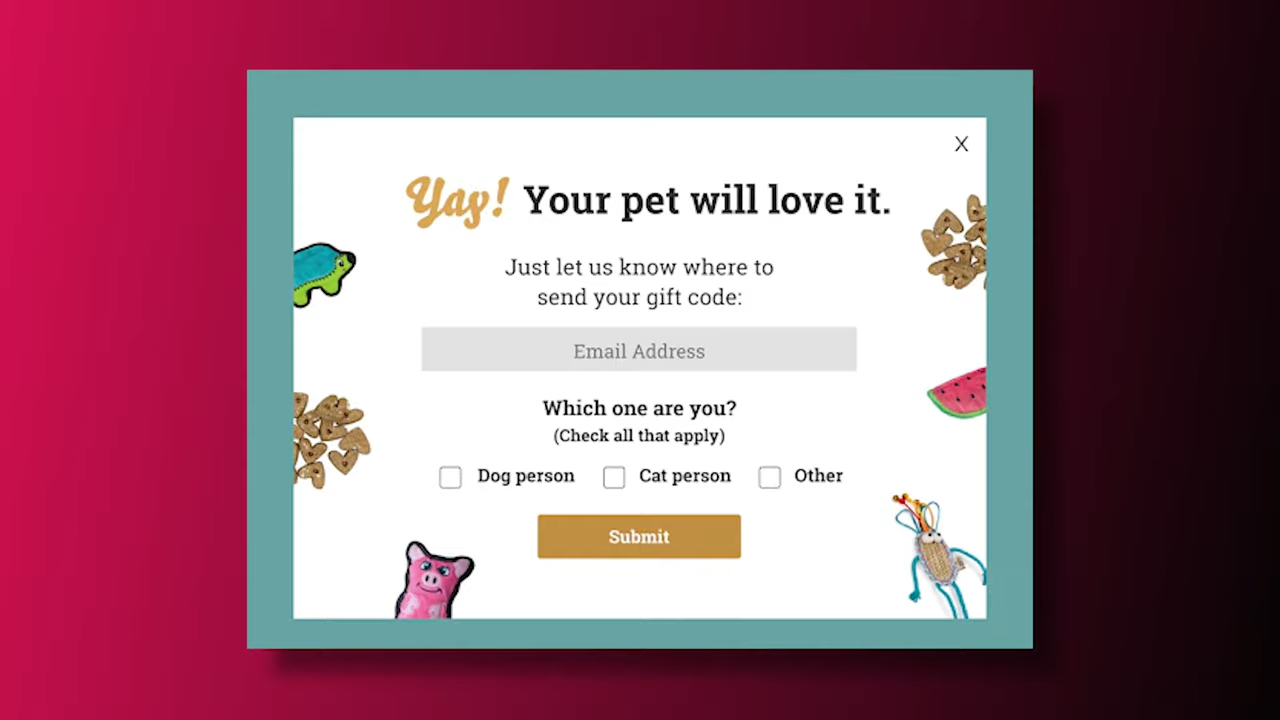 X
Yay! Your pet will love it.
Just let us know where to
send your gift code:
Email Address
Which one are you?
(Check all that apply)
Dog person Cat person Other
Submit